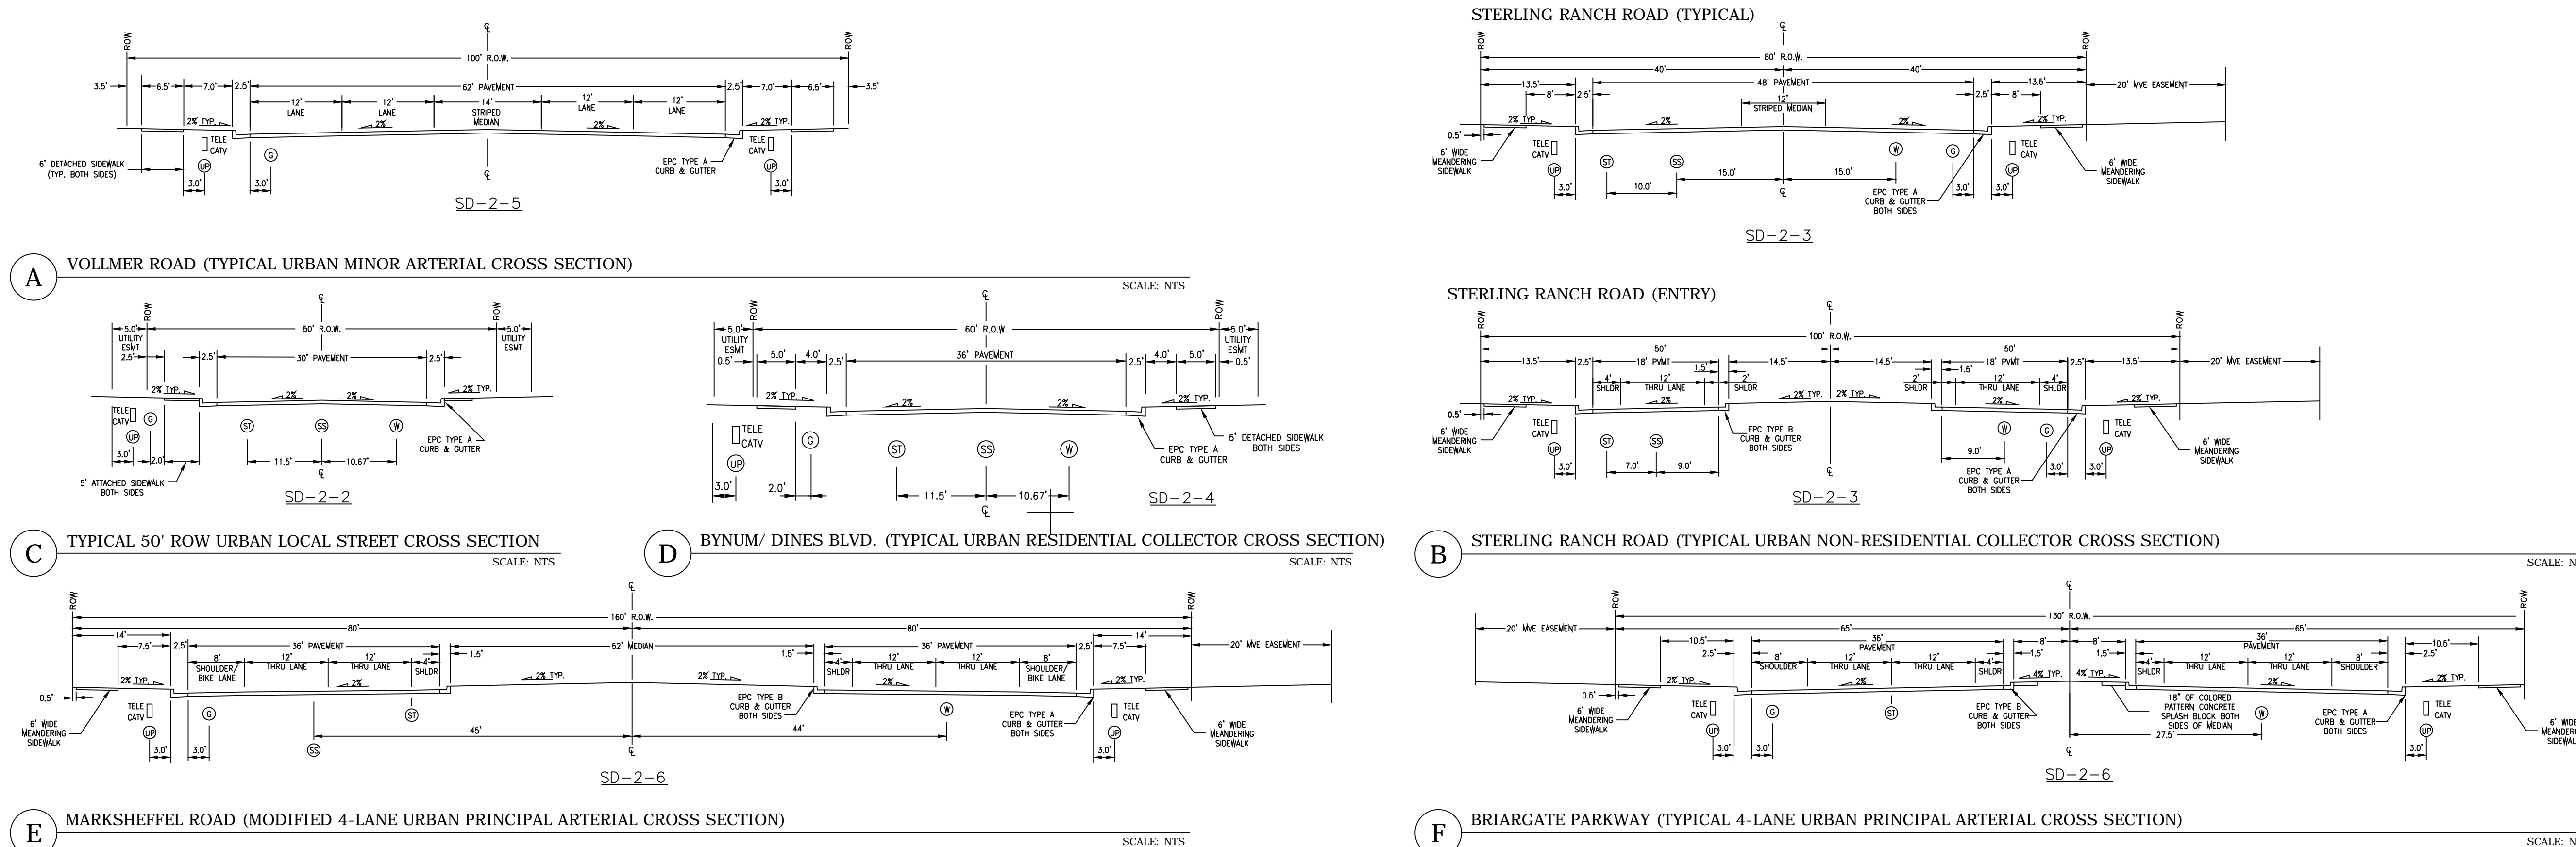 ROW
℄
ROW
100' R.O.W.
3.5'
6.5'
7.0'
2.5'
62' PAVEMENT
2.5'
7.0'
6.5'
3.5'
12' LANE
12' LANE
14' STRIPED MEDIAN
12' LANE
12' LANE
2% TYP.
2%
2%
2% TYP.
TELE CATV
UP
G
TELE CATV
UP
6' DETACHED SIDEWALK
(TYP. BOTH SIDES)
3.0'
3.0'
EPC TYPE A
CURB & GUTTER
3.0'
℄
SD-2-5
A
VOLLMER ROAD (TYPICAL URBAN MINOR ARTERIAL CROSS SECTION)
SCALE: NTS
STERLING RANCH ROAD (TYPICAL)
ROW
℄
ROW
80' R.O.W.
40'
40'
13.5'
48' PAVEMENT
13.5'
20' MVE EASEMENT
8'
2.5'
12'
STRIPED MEDIAN
2.5'
8'
2% TYP.
2%
2%
2% TYP.
0.5'
6' WIDE
MEANDERING
SIDEWALK
TELE
CATV
UP
ST
SS
W
G
TELE
CATV
UP
6' WIDE
MEANDERING
SIDEWALK
3.0'
10.0'
15.0'
15.0'
3.0'
3.0'
EPC TYPE A
CURB & GUTTER
BOTH SIDES
℄
SD-2-3
ROW
℄
ROW
5.0'
UTILITY
ESMT
50' R.O.W.
5.0'
UTILITY
ESMT
2.5'
2.5'
30' PAVEMENT
2.5'
2% TYP.
2%
2%
2% TYP.
TELE
CATV
G
UP
ST
SS
W
EPC TYPE A
CURB & GUTTER
3.0'
2.0'
11.5'
10.67'
5' ATTACHED SIDEWALK
BOTH SIDES
℄
SD-2-2
C
TYPICAL 50' ROW URBAN LOCAL STREET CROSS SECTION
SCALE: NTS
ROW
℄
ROW
5.0'
UTILITY
ESMT
60' R.O.W.
5.0'
UTILITY
ESMT
0.5'
5.0'
4.0'
2.5'
36' PAVEMENT
2.5'
4.0'
5.0'
0.5'
2% TYP.
2%
2%
2% TYP.
TELE
CATV
UP
G
ST
SS
W
EPC TYPE A
CURB & GUTTER
5' DETACHED SIDEWALK
BOTH SIDES
3.0'
2.0'
11.5'
10.67'
℄
SD-2-4
D
BYNUM/ DINES BLVD. (TYPICAL URBAN RESIDENTIAL COLLECTOR CROSS SECTION)
SCALE: NTS
STERLING RANCH ROAD (ENTRY)
ROW
℄
ROW
100' R.O.W.
50'
50'
13.5'
2.5'
18' PVMT
14.5'
14.5'
18' PVMT
2.5'
13.5'
20' MVE EASEMENT
1.5'
1.5'
4'
SHLDR
12'
THRU LANE
2'
SHLDR
2'
SHLDR
12'
THRU LANE
4'
SHLDR
2% TYP.
2%
2% TYP.
2% TYP.
2%
2% TYP.
0.5'
6' WIDE
MEANDERING
SIDEWALK
TELE
CATV
UP
ST
SS
EPC TYPE B
CURB & GUTTER
BOTH SIDES
W
G
TELE
CATV
UP
6' WIDE
MEANDERING
SIDEWALK
3.0'
7.0'
9.0'
9.0'
3.0'
3.0'
EPC TYPE A
CURB & GUTTER
BOTH SIDES
℄
SD-2-3
B
STERLING RANCH ROAD (TYPICAL URBAN NON-RESIDENTIAL COLLECTOR CROSS SECTION)
SCALE: N
ROW
℄
ROW
160' R.O.W.
80'
80'
14'
14'
20' MVE EASEMENT
7.5'
2.5'
36' PAVEMENT
1.5'
52' MEDIAN
1.5'
36' PAVEMENT
2.5'
7.5'
8'
SHOULDER/
BIKE LANE
12'
THRU LANE
12'
THRU LANE
4'
SHLDR
4'
SHLDR
12'
THRU LANE
12'
THRU LANE
8'
SHOULDER/
BIKE LANE
2% TYP.
2%
2% TYP.
2% TYP.
2%
2% TYP.
0.5'
6' WIDE
MEANDERING
SIDEWALK
TELE
CATV
UP
G
SS
ST
EPC TYPE B
CURB & GUTTER
BOTH SIDES
W
EPC TYPE A
CURB & GUTTER
BOTH SIDES
TELE
CATV
UP
6' WIDE
MEANDERING
SIDEWALK
3.0'
3.0'
45'
44'
3.0'
℄
SD-2-6
E
MARKSHEFFEL ROAD (MODIFIED 4-LANE URBAN PRINCIPAL ARTERIAL CROSS SECTION)
SCALE: NTS
ROW
℄
ROW
130' R.O.W.
20' MVE EASEMENT
65'
65'
10.5'
2.5'
36'
PAVEMENT
8'
1.5'
8'
1.5'
36'
PAVEMENT
10.5'
2.5'
8'
SHOULDER
12'
THRU LANE
12'
THRU LANE
4'
SHLDR
4'
SHLDR
12'
THRU LANE
12'
THRU LANE
8'
SHOULDER
2% TYP.
2%
4% TYP.
4% TYP.
2%
2% TYP.
0.5'
6' WIDE
MEANDERING
SIDEWALK
TELE
CATV
UP
G
ST
EPC TYPE B
CURB & GUTTER
BOTH SIDES
18" OF COLORED
PATTERN CONCRETE
SPLASH BLOCK BOTH
SIDES OF MEDIAN
W
EPC TYPE A
CURB & GUTTER
BOTH SIDES
TELE
CATV
UP
6' WIDE
MEANDERING
SIDEWAL
3.0'
3.0'
27.5'
3.0'
℄
SD-2-6
F
BRIARGATE PARKWAY (TYPICAL 4-LANE URBAN PRINCIPAL ARTERIAL CROSS SECTION)
SCALE: N